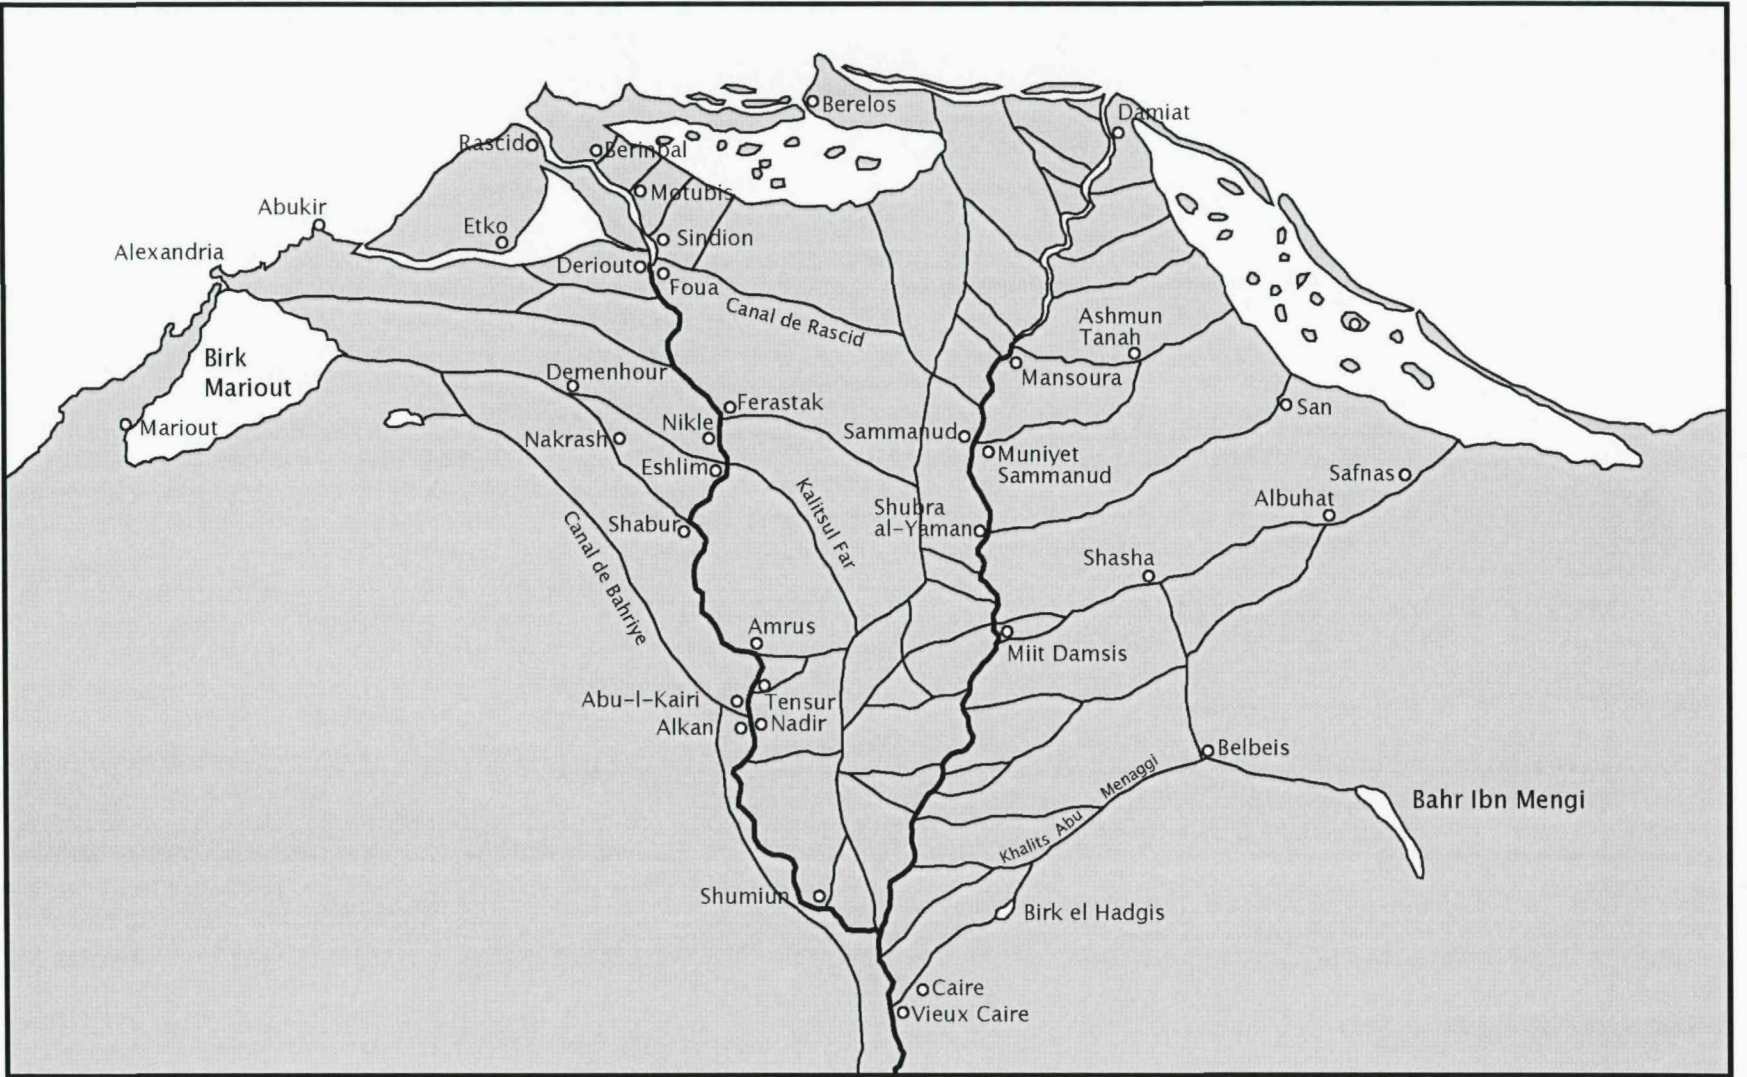 Berelos
Damiat
Rascid
Berinbal
Motubis
Abukir
Etko
Sindion
Alexandria
Deriout
Foua
Canal de Rascid
Ashmun
Tanah
Birk
Mariout
Demenhour
Mansoura
Ferastak
San
Mariout
Nikle
Nakrash
Sammanud
Muniyet
Sammanud
Eshlim
Safnas
Kalitsul Far
Albuhat
Shubra
al-Yaman
Shabur
Canal de Bahriye
Shasha
Amrus
Miit Damsis
Abu-l-Kairi
Tensur
Alkan
Nadir
Belbeis
Khalits Abu Menaggi
Bahr Ibn Mengi
Shumiun
Birk el Hadgis
Caire
Vieux Caire